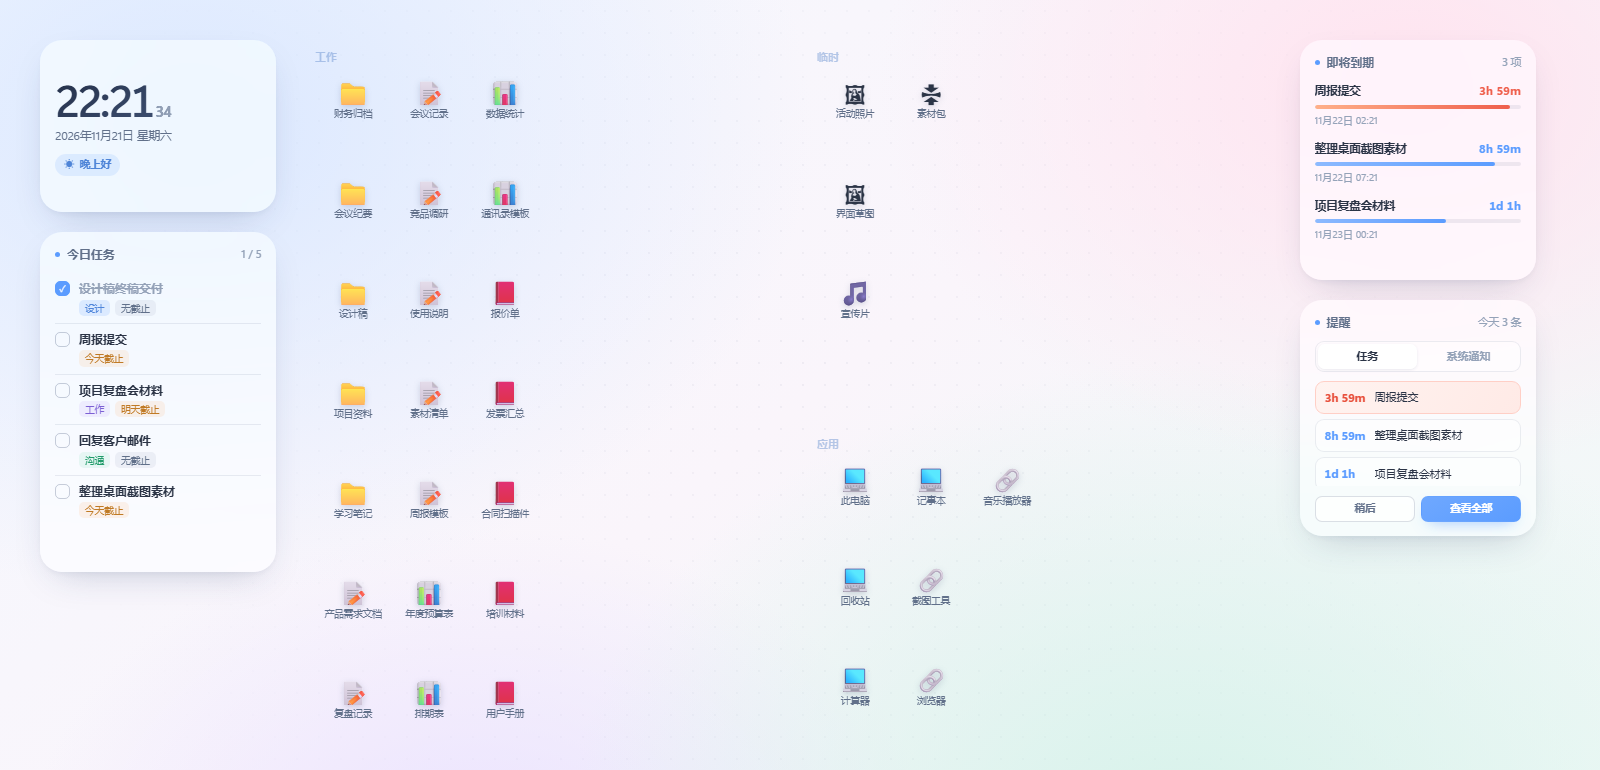 22:21 34
2026年11月21日 星期六
晚上好
今日任务 1 / 5
设计稿终稿交付
设计 无截止
周报提交
今天截止
项目复盘会材料
工作 明天截止
回复客户邮件
沟通 无截止
整理桌面截图素材
今天截止
工作
财务归档 会议记录 数据统计
会议纪要 竞品调研 通讯录模板
设计稿 使用说明 报价单
项目资料 素材清单 发票汇总
学习笔记 周报模板 合同扫描件
产品需求文档 年度预算表 培训材料
复盘记录 排期表 用户手册
临时
活动照片 素材包
界面草图
宣传片
应用
此电脑 记事本 音乐播放器
回收站 截图工具
计算器 浏览器
即将到期 3 项
周报提交 3h 59m
11月22日 02:21
整理桌面截图素材 8h 59m
11月22日 07:21
项目复盘会材料 1d 1h
11月23日 00:21
提醒 今天 3 条
任务 系统通知
3h 59m 周报提交
8h 59m 整理桌面截图素材
1d 1h 项目复盘会材料
稍后 查看全部